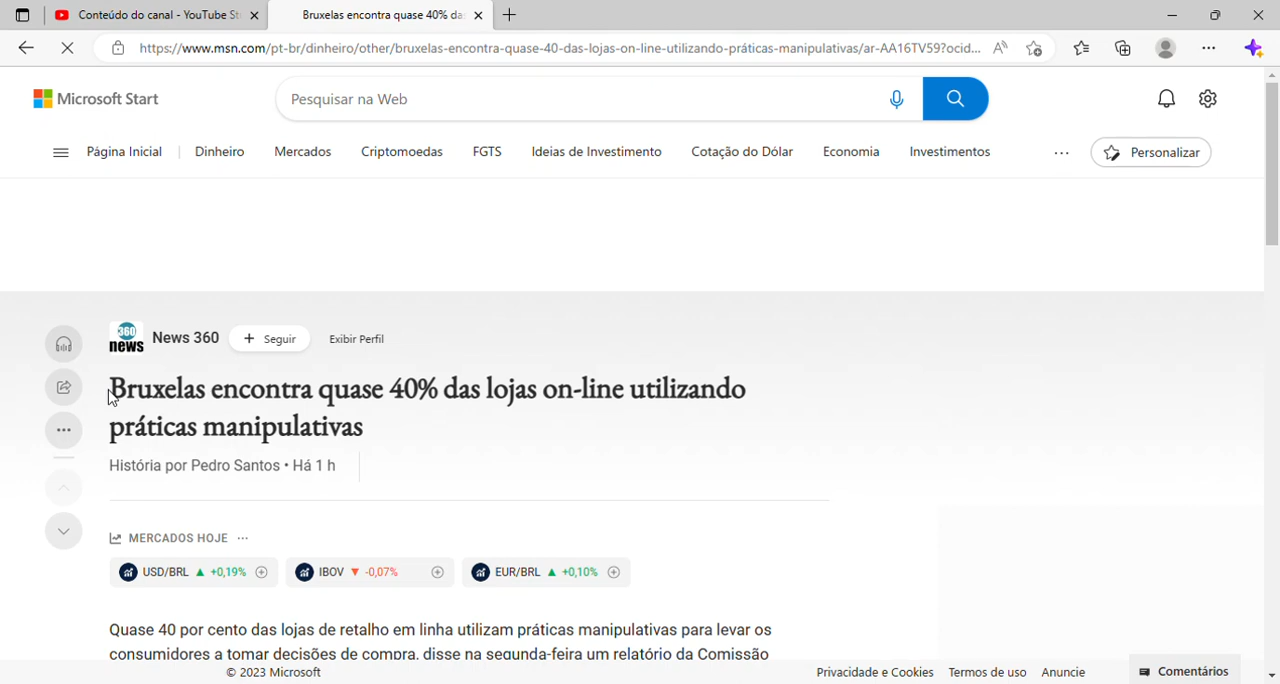 Conteúdo do canal - YouTube St
Bruxelas encontra quase 40% das
https://www.msn.com/pt-br/dinheiro/other/bruxelas-encontra-quase-40-das-lojas-on-line-utilizando-práticas-manipulativas/ar-AA16TV59?ocid...
Microsoft Start
Pesquisar na Web
Página Inicial
Dinheiro
Mercados
Criptomoedas
FGTS
Ideias de Investimento
Cotação do Dólar
Economia
Investimentos
...
Personalizar
360 news
News 360
+ Seguir
Exibir Perfil
Bruxelas encontra quase 40% das lojas on-line utilizando
práticas manipulativas
História por Pedro Santos • Há 1 h
MERCADOS HOJE ...
USD/BRL ▲ +0,19%
IBOV ▼ -0,07%
EUR/BRL ▲ +0,10%
Quase 40 por cento das lojas de retalho em linha utilizam práticas manipulativas para levar os
consumidores a tomar decisões de compra, disse na segunda-feira um relatório da Comissão
© 2023 Microsoft
Privacidade e Cookies
Termos de uso
Anuncie
Comentários